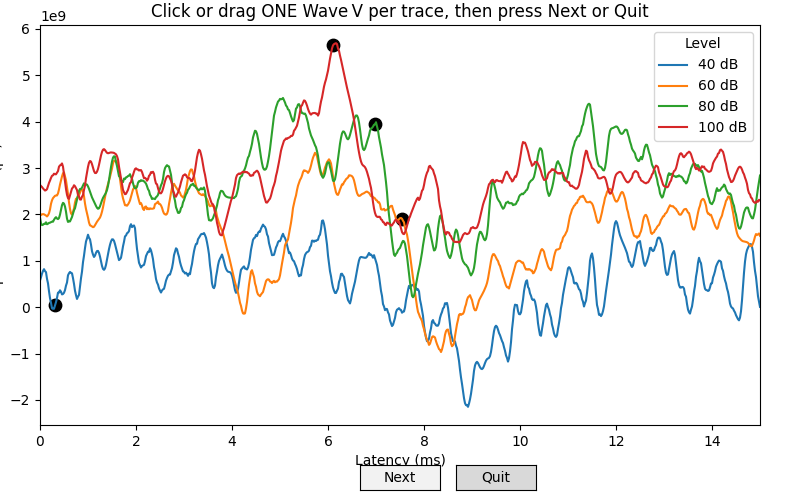 Click or drag ONE Wave V per trace, then press Next or Quit
1e9
6
5
4
3
2
1
0
−1
−2
0 2 4 6 8 10 12 14
Latency (ms)
Level
40 dB
60 dB
80 dB
100 dB
Next Quit